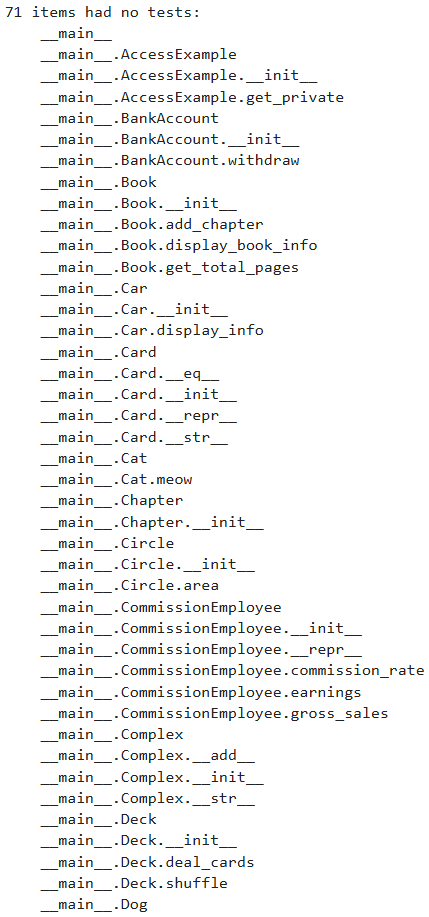 71 items had no tests:
__main__
__main__.AccessExample
__main__.AccessExample.__init__
__main__.AccessExample.get_private
__main__.BankAccount
__main__.BankAccount.__init__
__main__.BankAccount.withdraw
__main__.Book
__main__.Book.__init__
__main__.Book.add_chapter
__main__.Book.display_book_info
__main__.Book.get_total_pages
__main__.Car
__main__.Car.__init__
__main__.Car.display_info
__main__.Card
__main__.Card.__eq__
__main__.Card.__init__
__main__.Card.__repr__
__main__.Card.__str__
__main__.Cat
__main__.Cat.meow
__main__.Chapter
__main__.Chapter.__init__
__main__.Circle
__main__.Circle.__init__
__main__.Circle.area
__main__.CommissionEmployee
__main__.CommissionEmployee.__init__
__main__.CommissionEmployee.__repr__
__main__.CommissionEmployee.commission_rate
__main__.CommissionEmployee.earnings
__main__.CommissionEmployee.gross_sales
__main__.Complex
__main__.Complex.__add__
__main__.Complex.__init__
__main__.Complex.__str__
__main__.Deck
__main__.Deck.__init__
__main__.Deck.deal_cards
__main__.Deck.shuffle
__main__.Dog